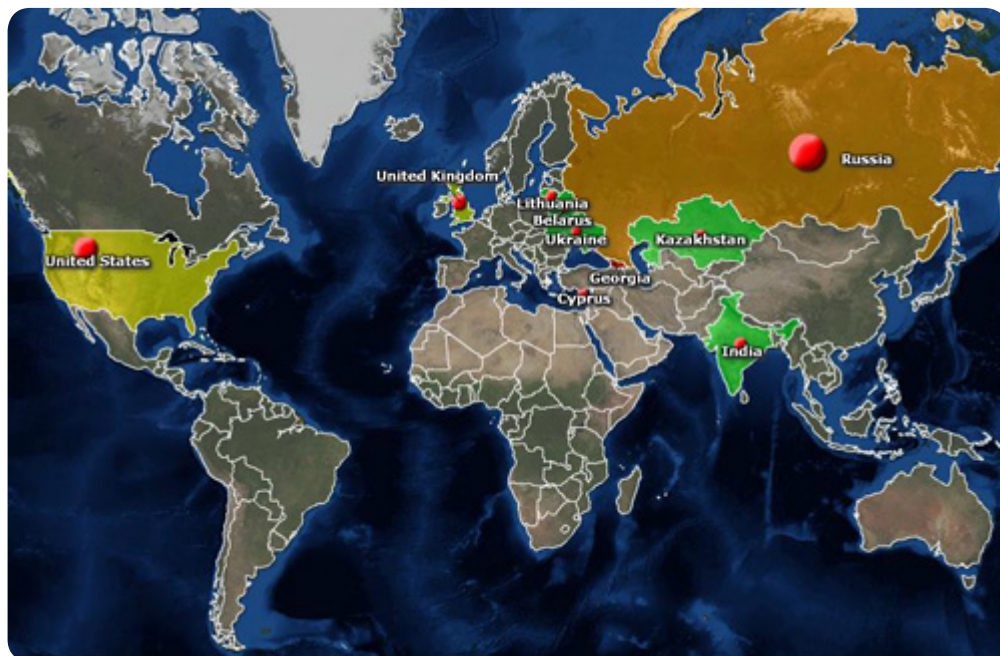 Russia
United Kingdom
Lithuania
Belarus
Ukraine
Kazakhstan
United States
Georgia
Cyprus
India